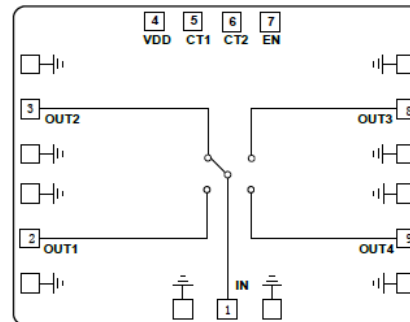 4 5 6 7
VDD CT1 CT2 EN
3 8
OUT2 OUT3
2 9
OUT1 OUT4
IN
1